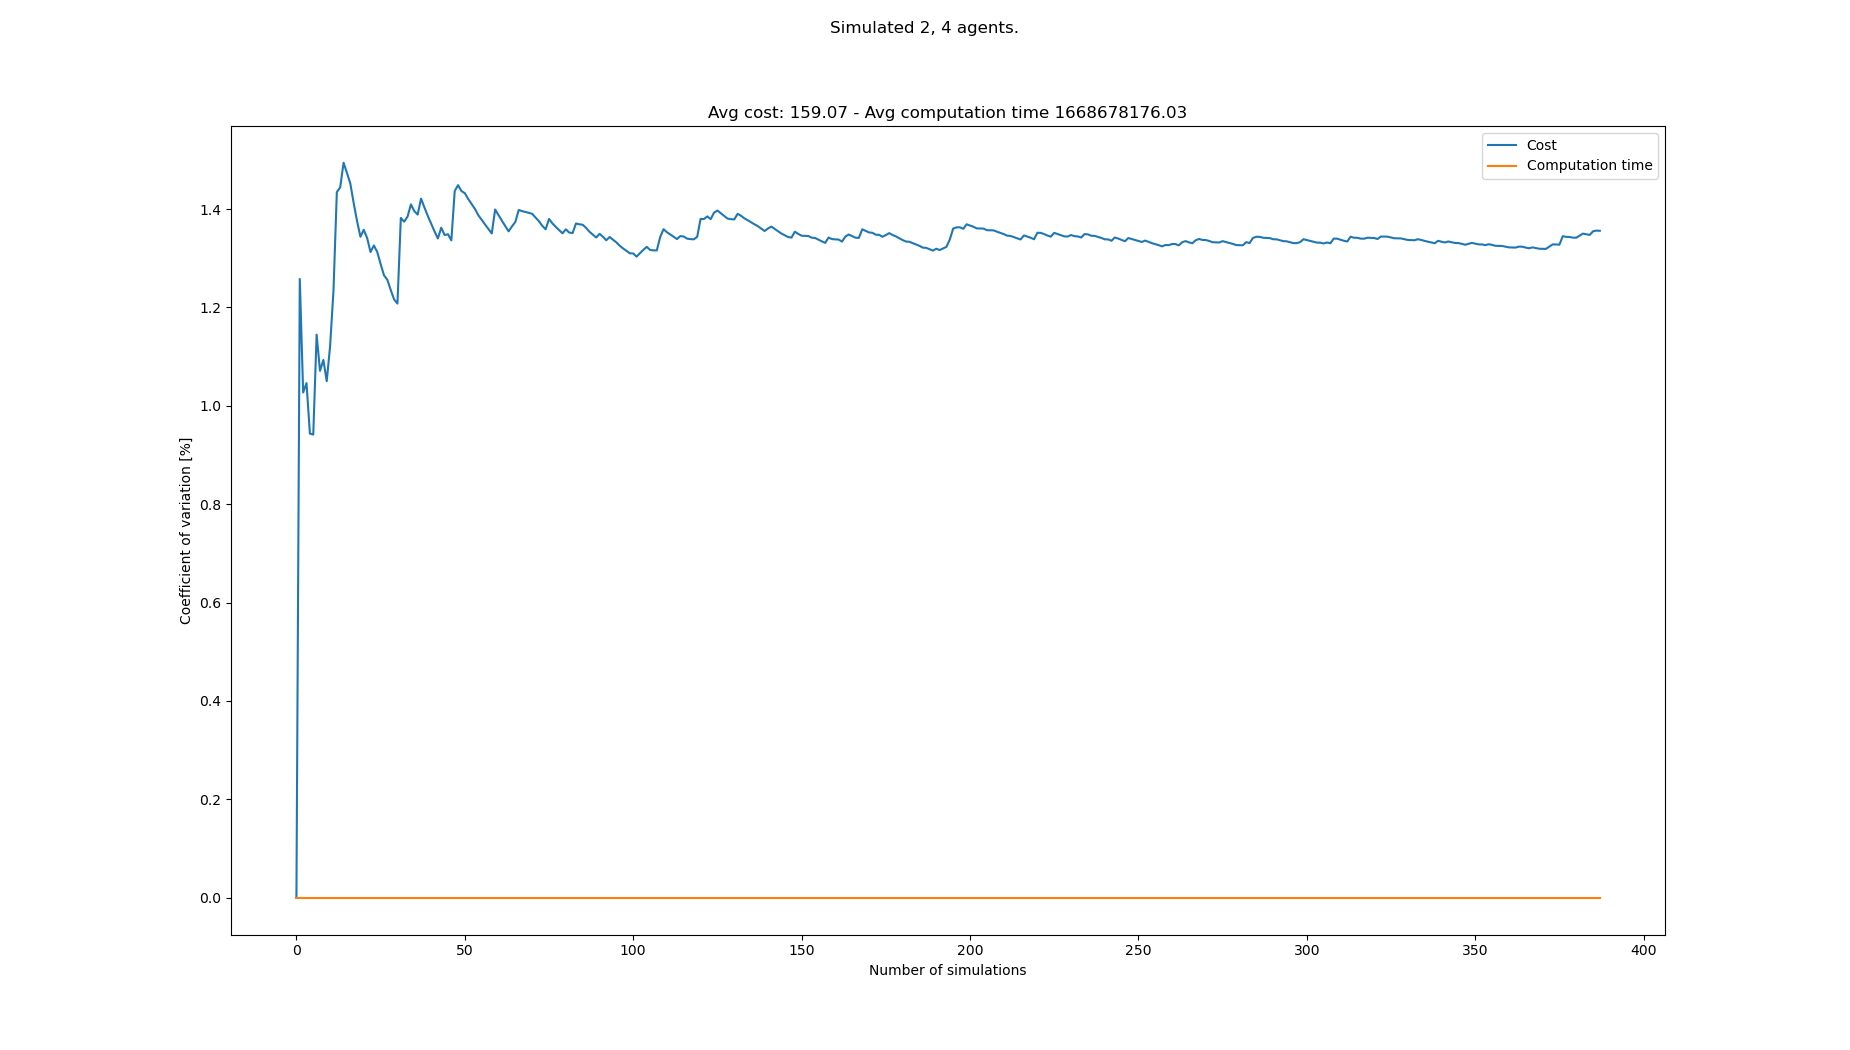 Simulated 2, 4 agents.
Avg cost: 159.07 - Avg computation time 1668678176.03
Cost
Computation time
1.4
1.2
1.0
0.8
0.6
0.4
0.2
0.0
Coefficient of variation [%]
0 50 100 150 200 250 300 350 400
Number of simulations